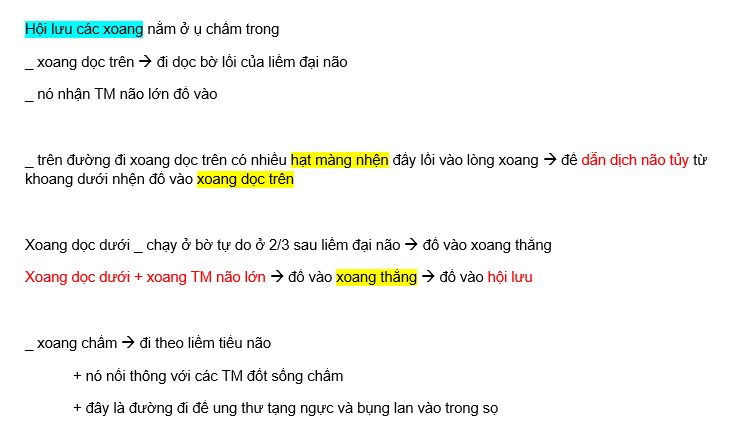 Hội lưu các xoang nằm ở ụ chẩm trong
_ xoang dọc trên → đi dọc bờ lồi của liềm đại não
_ nó nhận TM não lớn đổ vào
_ trên đường đi xoang dọc trên có nhiều hạt màng nhện đẩy lồi vào lòng xoang → để dẫn dịch não tủy từ
khoang dưới nhện đổ vào xoang dọc trên
Xoang dọc dưới _ chạy ở bờ tự do ở 2/3 sau liềm đại não → đổ vào xoang thẳng
Xoang dọc dưới + xoang TM não lớn → đổ vào xoang thẳng → đổ vào hội lưu
_ xoang chẩm → đi theo liềm tiểu não
+ nó nối thông với các TM đốt sống chẩm
+ đây là đường đi để ung thư tạng ngực và bụng lan vào trong sọ